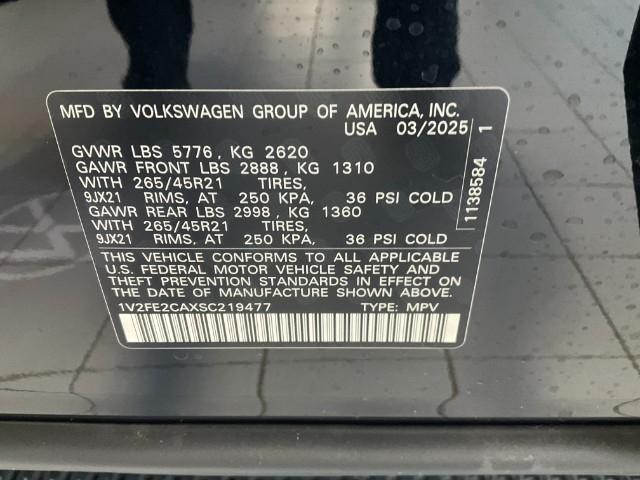 MFD BY VOLKSWAGEN GROUP OF AMERICA, INC.
USA 03/2025
GVWR LBS 5776, KG 2620
GAWR FRONT LBS 2888, KG 1310
WITH 265/45R21 TIRES,
9JX21 RIMS, AT 250 KPA, 36 PSI COLD
GAWR REAR LBS 2998, KG 1360
WITH 265/45R21 TIRES,
9JX21 RIMS, AT 250 KPA, 36 PSI COLD
THIS VEHICLE CONFORMS TO ALL APPLICABLE
U.S. FEDERAL MOTOR VEHICLE SAFETY AND
THEFT PREVENTION STANDARDS IN EFFECT ON
THE DATE OF MANUFACTURE SHOWN ABOVE.
1V2FE2CAXSC219477 TYPE: MPV
1138584 1